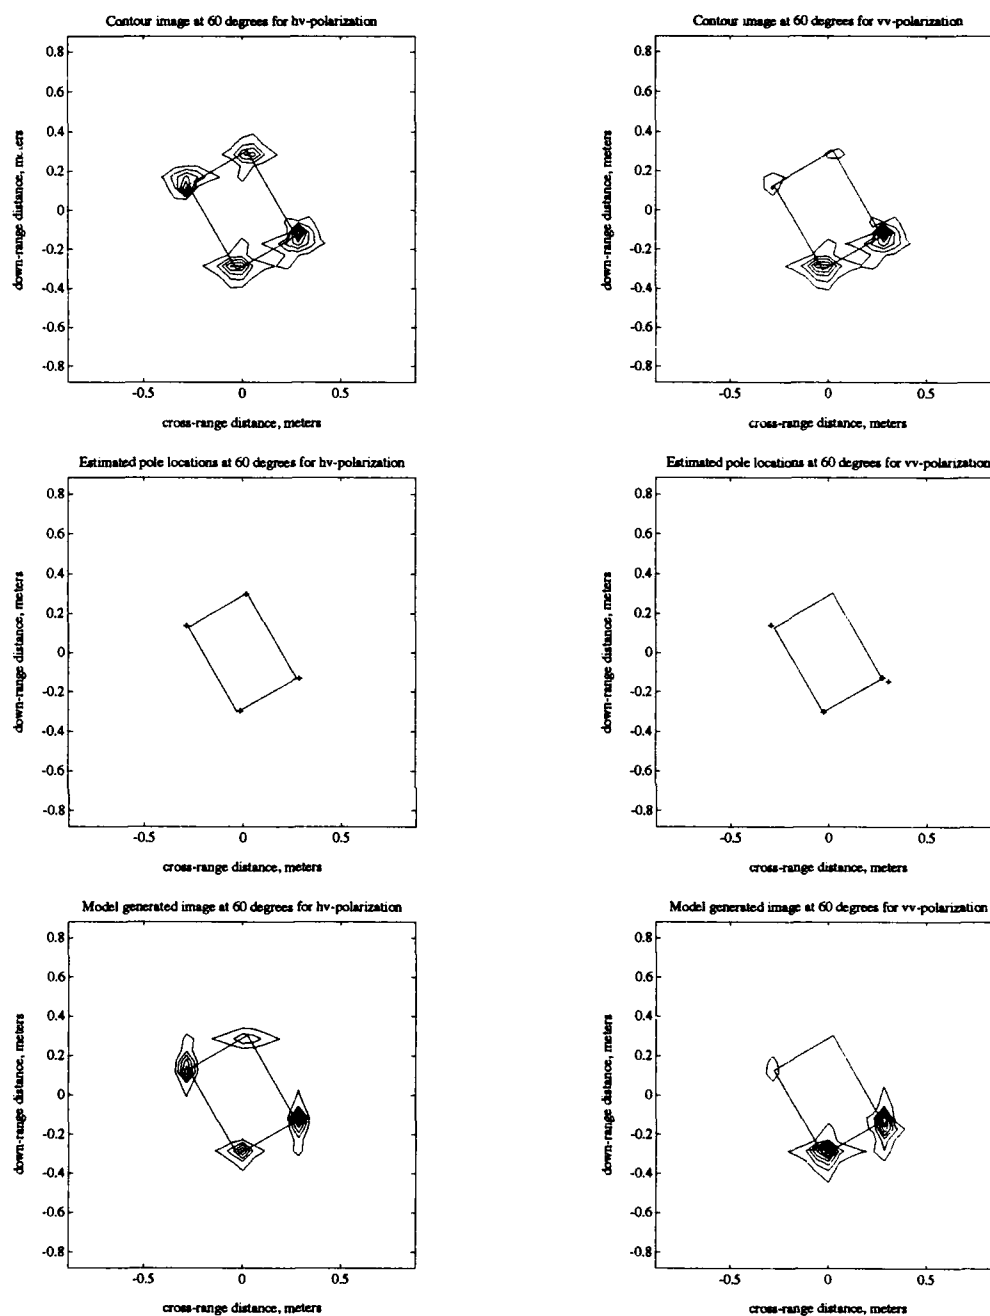 Contour image at 60 degrees for hv-polarization
0.8
0.6
0.4
0.2
0
-0.2
-0.4
-0.6
-0.8
down-range distance,
-0.5 0 0.5
cross-range distance, meters
Contour image at 60 degrees for vv-polarization
0.8
0.6
0.4
0.2
0
-0.2
-0.4
-0.6
-0.8
down-range distance, meters
-0.5 0 0.5
cross-range distance, meters
Estimated pole locations at 60 degrees for hv-polarization
0.8
0.6
0.4
0.2
0
-0.2
-0.4
-0.6
-0.8
down-range distance, meters
-0.5 0 0.5
cross-range distance, meters
Estimated pole locations at 60 degrees for vv-polarization
0.8
0.6
0.4
0.2
0
-0.2
-0.4
-0.6
-0.8
down-range distance, meters
-0.5 0 0.5
cross-range distance, meters
Model generated image at 60 degrees for hv-polarization
0.8
0.6
0.4
0.2
0
-0.2
-0.4
-0.6
-0.8
down-range distance, meters
-0.5 0 0.5
cross-range distance, meters
Model generated image at 60 degrees for vv-polarization
0.8
0.6
0.4
0.2
0
-0.2
-0.4
-0.6
-0.8
down-range distance, meters
-0.5 0 0.5
cross-range distance, meters